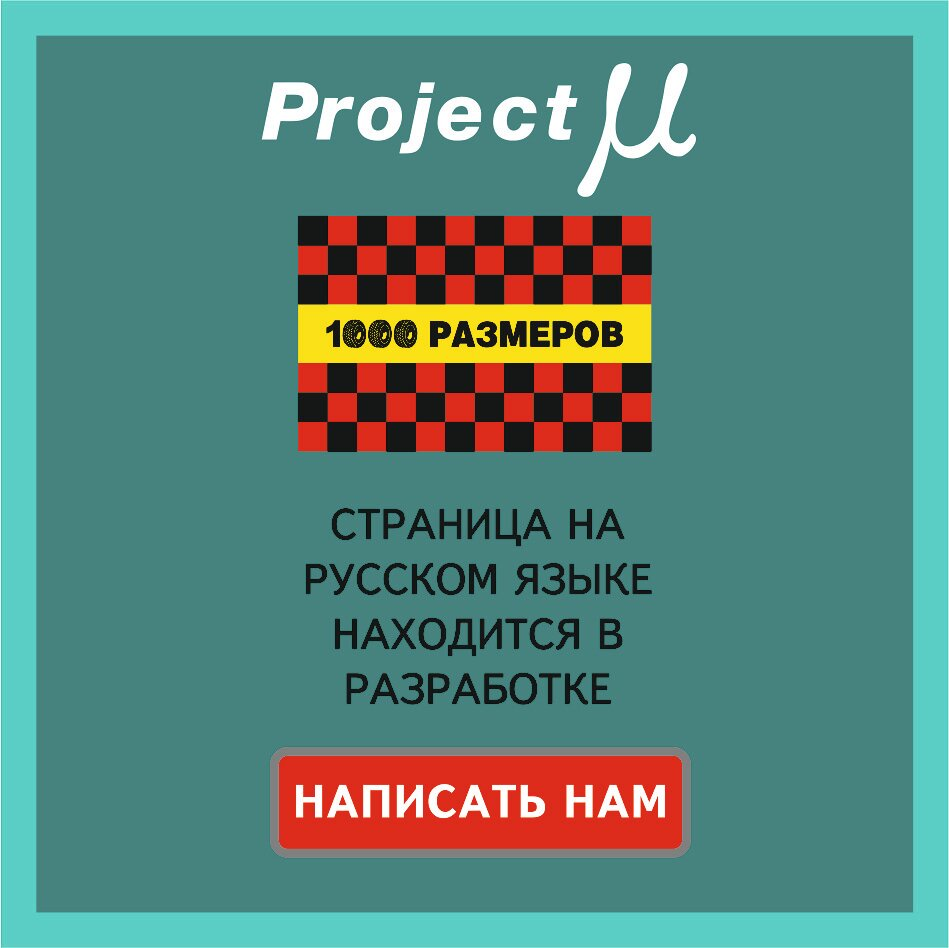 Project μ
1000 РАЗМЕРОВ
СТРАНИЦА НА
РУССКОМ ЯЗЫКЕ
НАХОДИТСЯ В
РАЗРАБОТКЕ
НАПИСАТЬ НАМ